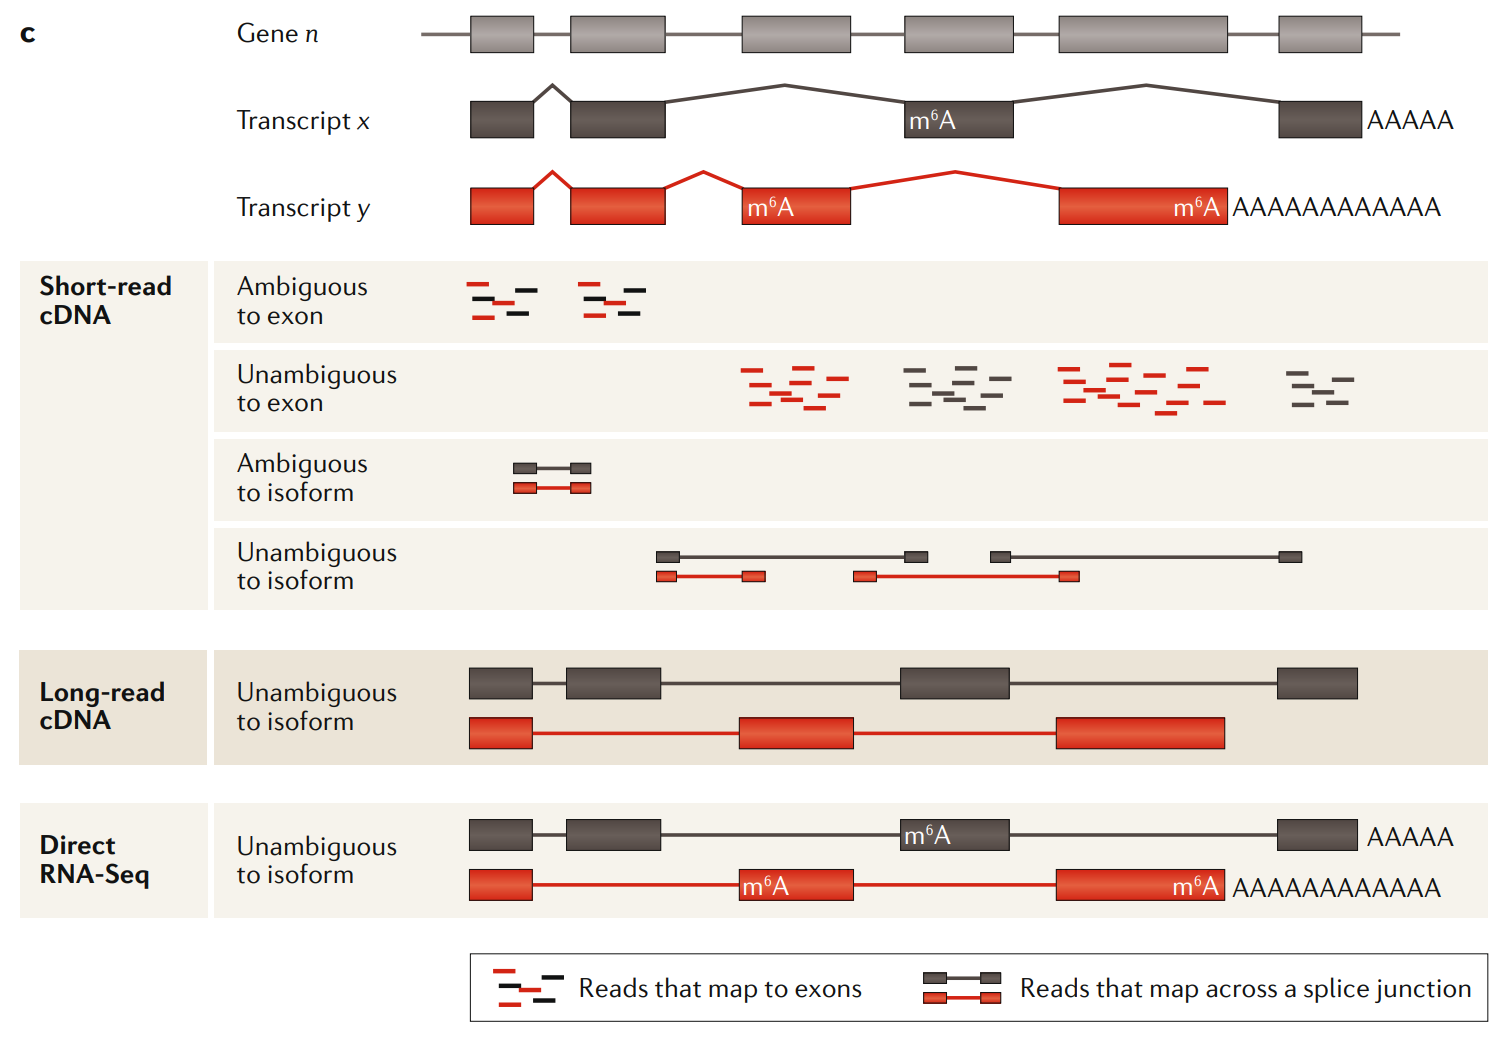 c
Gene n
Transcript x
m⁶A
AAAAA
Transcript y
m⁶A
m⁶A
AAAAAAAAAAAA
Short-read
cDNA
Ambiguous
to exon
Unambiguous
to exon
Ambiguous
to isoform
Unambiguous
to isoform
Long-read
cDNA
Unambiguous
to isoform
Direct
RNA-Seq
Unambiguous
to isoform
m⁶A
AAAAA
m⁶A
m⁶A
AAAAAAAAAAAA
Reads that map to exons
Reads that map across a splice junction